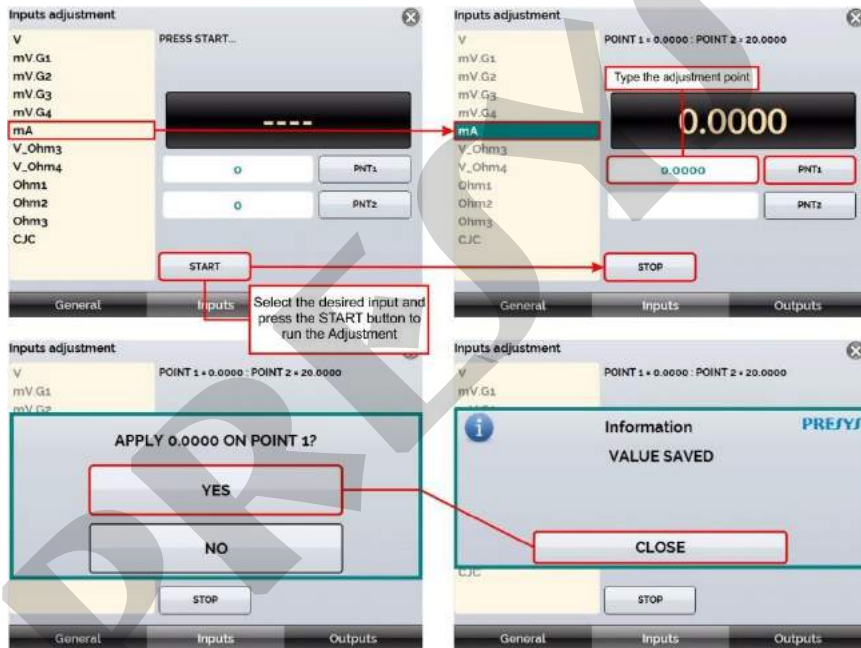 Inputs adjustment
V
mV.G1
mV.G2
mV.G3
mV.G4
mA
V_Ohm3
V_Ohm4
Ohm1
Ohm2
Ohm3
CJC
PRESS START...
----
0
PNT1
0
PNT2
START
General
Inputs
Select the desired input and
press the START button to
run the Adjustment
Inputs adjustment
V
mV.G1
mV.G2
mV.G3
mV.G4
mA
V_Ohm3
V_Ohm4
Ohm1
Ohm2
Ohm3
CJC
POINT 1 = 0.0000 : POINT 2 = 20.0000
Type the adjustment point
0.0000
0.0000
PNT1
PNT2
STOP
General
Inputs
Outputs
Inputs adjustment
V
mV.G1
mV.G2
POINT 1 = 0.0000 : POINT 2 = 20.0000
APPLY 0.0000 ON POINT 1?
YES
NO
STOP
General
Inputs
Outputs
Inputs adjustment
V
mV.G1
POINT 1 = 0.0000 : POINT 2 = 20.0000
Information
PRESYS
VALUE SAVED
CLOSE
CJC
STOP
General
Inputs
Outputs
PRESYS